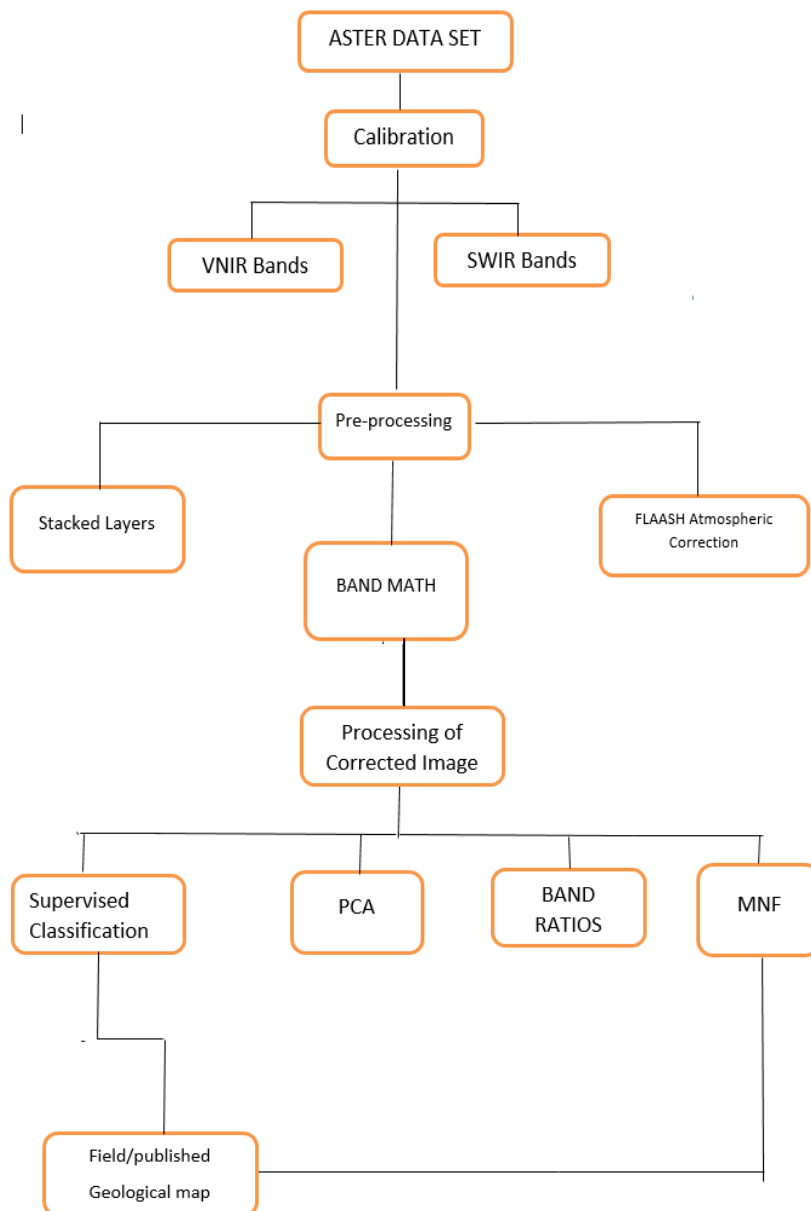 ASTER DATA SET
Calibration
VNIR Bands
SWIR Bands
Pre-processing
Stacked Layers
FLAASH Atmospheric
Correction
BAND MATH
Processing of
Corrected Image
Supervised
Classification
PCA
BAND
RATIOS
MNF
Field/published
Geological map